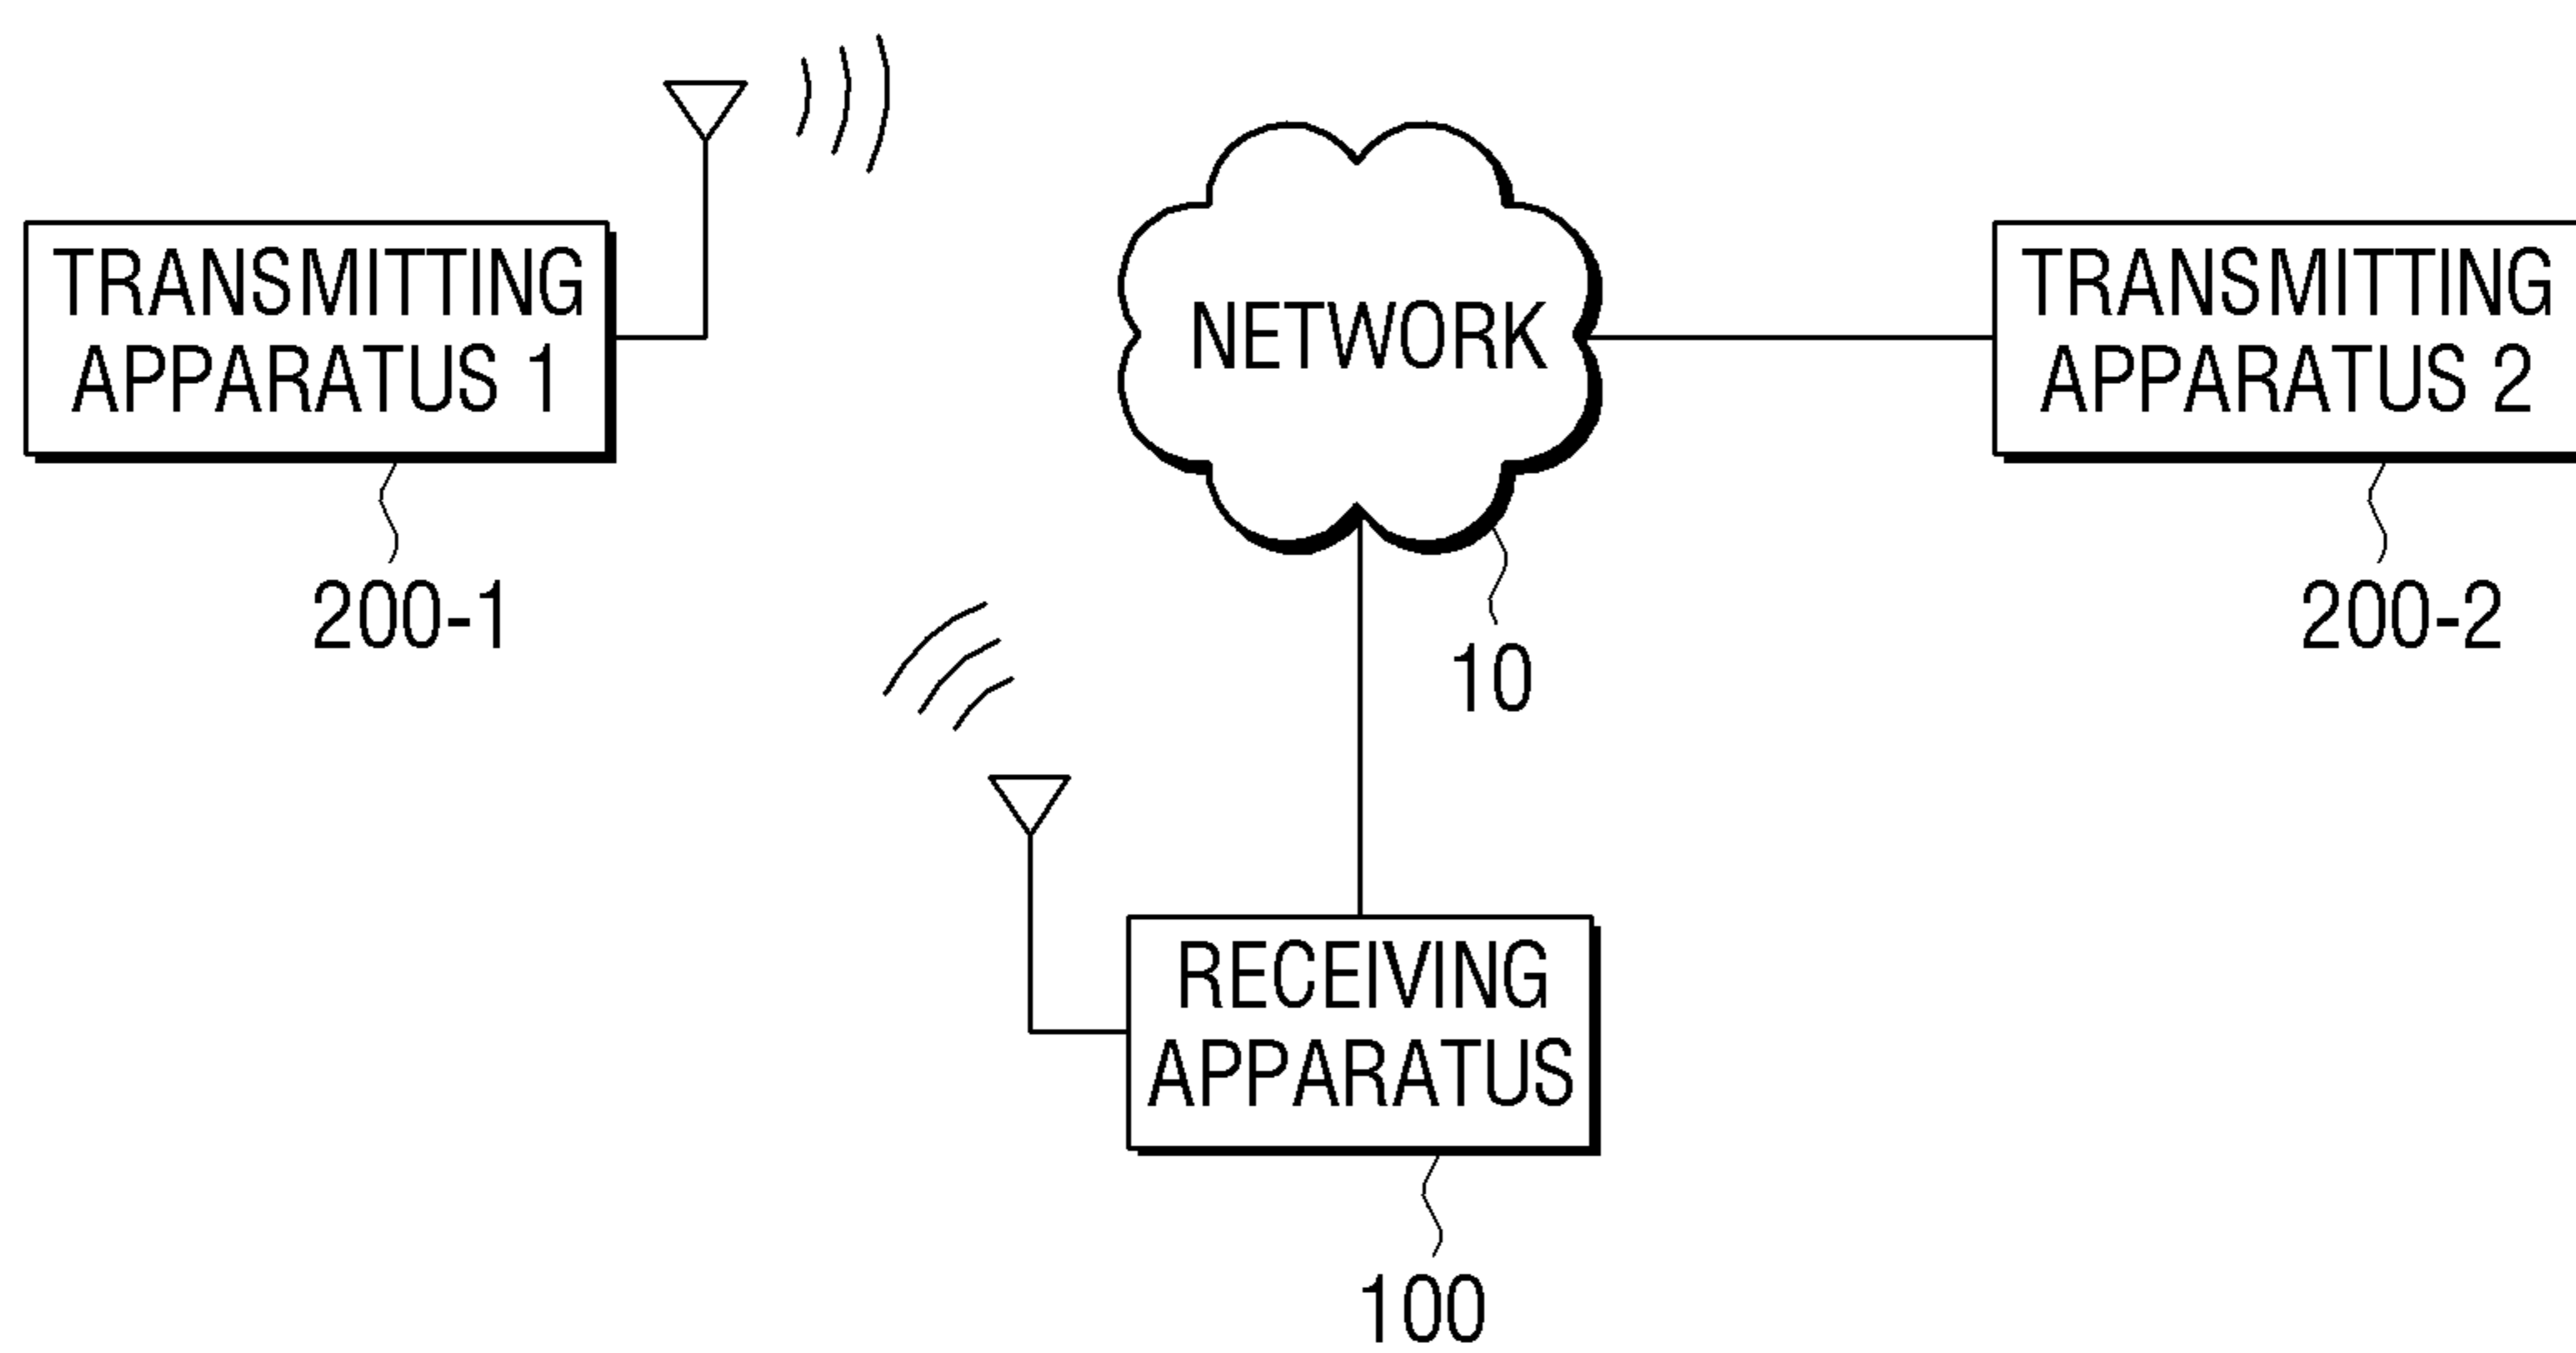 TRANSMITTING
APPARATUS 1
200-1
NETWORK
10
TRANSMITTING
APPARATUS 2
200-2
RECEIVING
APPARATUS
100